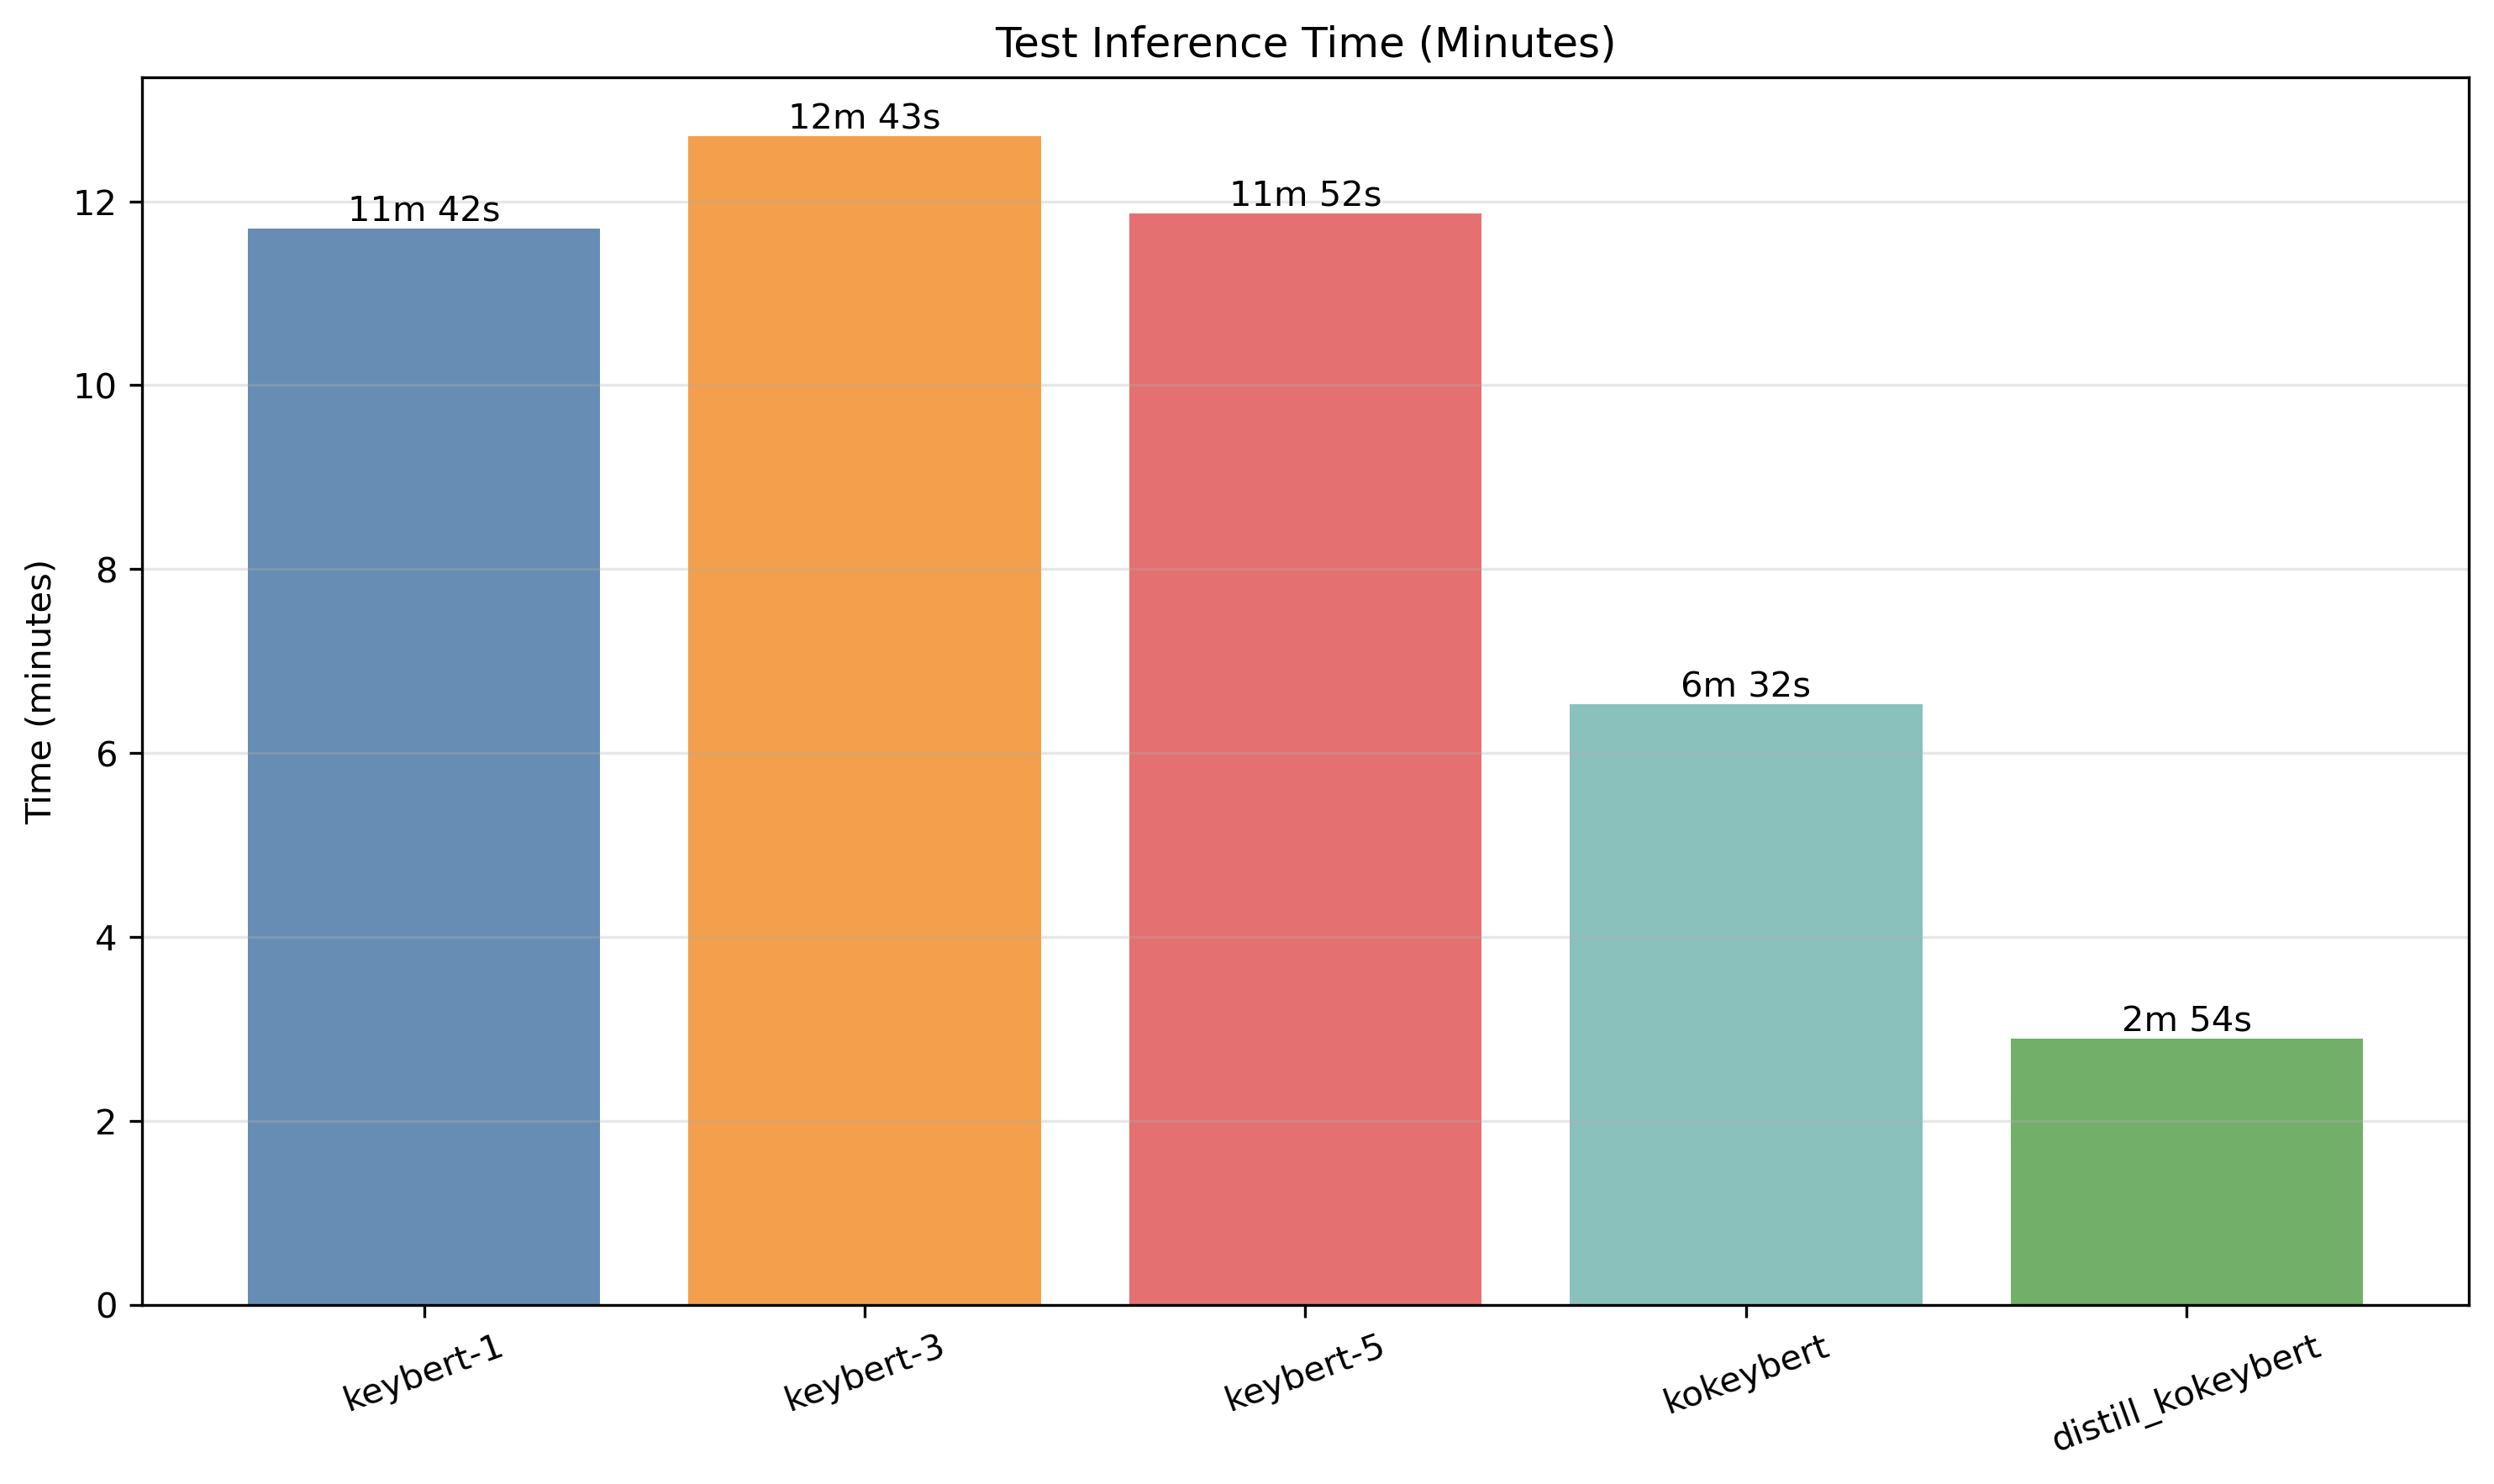 Test Inference Time (Minutes)
Time (minutes)
12
10
8
6
4
2
0
11m 42s
12m 43s
11m 52s
6m 32s
2m 54s
keybert-1
keybert-3
keybert-5
kokeybert
distill_kokeybert